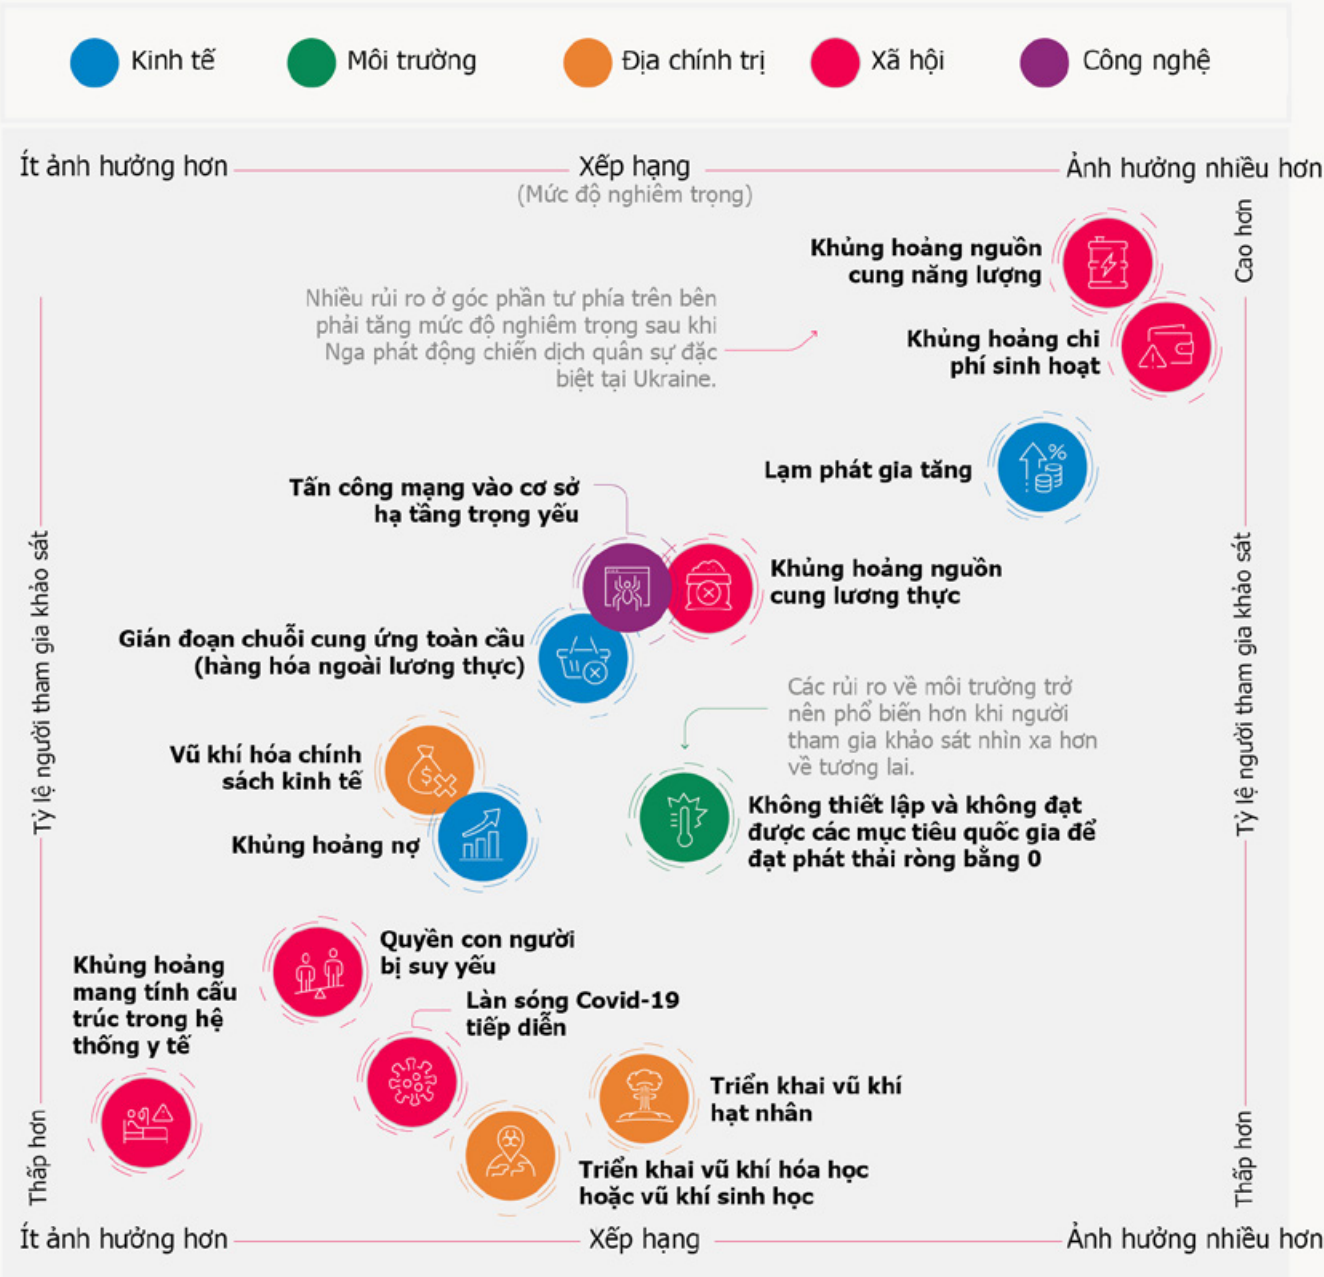 Kinh tế
Môi trường
Địa chính trị
Xã hội
Công nghệ
Ít ảnh hưởng hơn
Xếp hạng
(Mức độ nghiêm trọng)
Ảnh hưởng nhiều hơn
Cao hơn
Khủng hoảng nguồn
cung năng lượng
Nhiều rủi ro ở góc phần tư phía trên bên
phải tăng mức độ nghiêm trọng sau khi
Nga phát động chiến dịch quân sự đặc
biệt tại Ukraine.
Khủng hoảng chi
phí sinh hoạt
Lạm phát gia tăng
%
Tấn công mạng vào cơ sở
hạ tầng trọng yếu
Khủng hoảng nguồn
cung lương thực
Gián đoạn chuỗi cung ứng toàn cầu
(hàng hóa ngoài lương thực)
Các rủi ro về môi trường trở
nên phổ biến hơn khi người
tham gia khảo sát nhìn xa hơn
về tương lai.
Vũ khí hóa chính
sách kinh tế
$
Khủng hoảng nợ
Không thiết lập và không đạt
được các mục tiêu quốc gia để
đạt phát thải ròng bằng 0
Tỷ lệ người tham gia khảo sát
Tỷ lệ người tham gia khảo sát
Quyền con người
bị suy yếu
Khủng hoảng
mang tính cấu
trúc trong hệ
thống y tế
Làn sóng Covid-19
tiếp diễn
Triển khai vũ khí
hạt nhân
Triển khai vũ khí hóa học
hoặc vũ khí sinh học
Thấp hơn
Thấp hơn
Ít ảnh hưởng hơn
Xếp hạng
Ảnh hưởng nhiều hơn